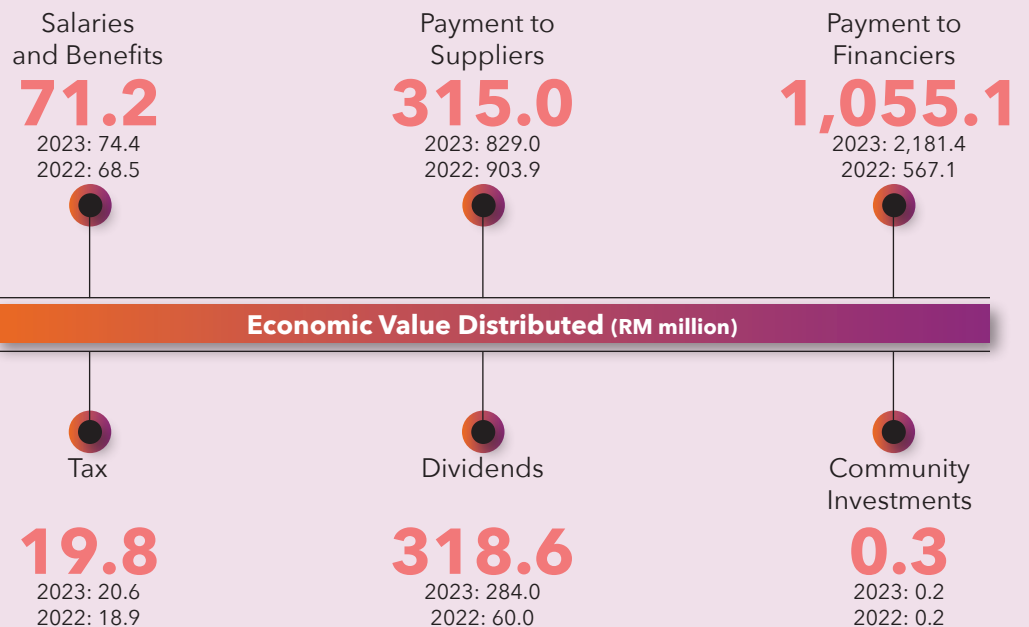 Salaries
and Benefits
71.2
2023: 74.4
2022: 68.5
Payment to
Suppliers
315.0
2023: 829.0
2022: 903.9
Payment to
Financiers
1,055.1
2023: 2,181.4
2022: 567.1
Economic Value Distributed (RM million)
Tax
19.8
2023: 20.6
2022: 18.9
Dividends
318.6
2023: 284.0
2022: 60.0
Community
Investments
0.3
2023: 0.2
2022: 0.2